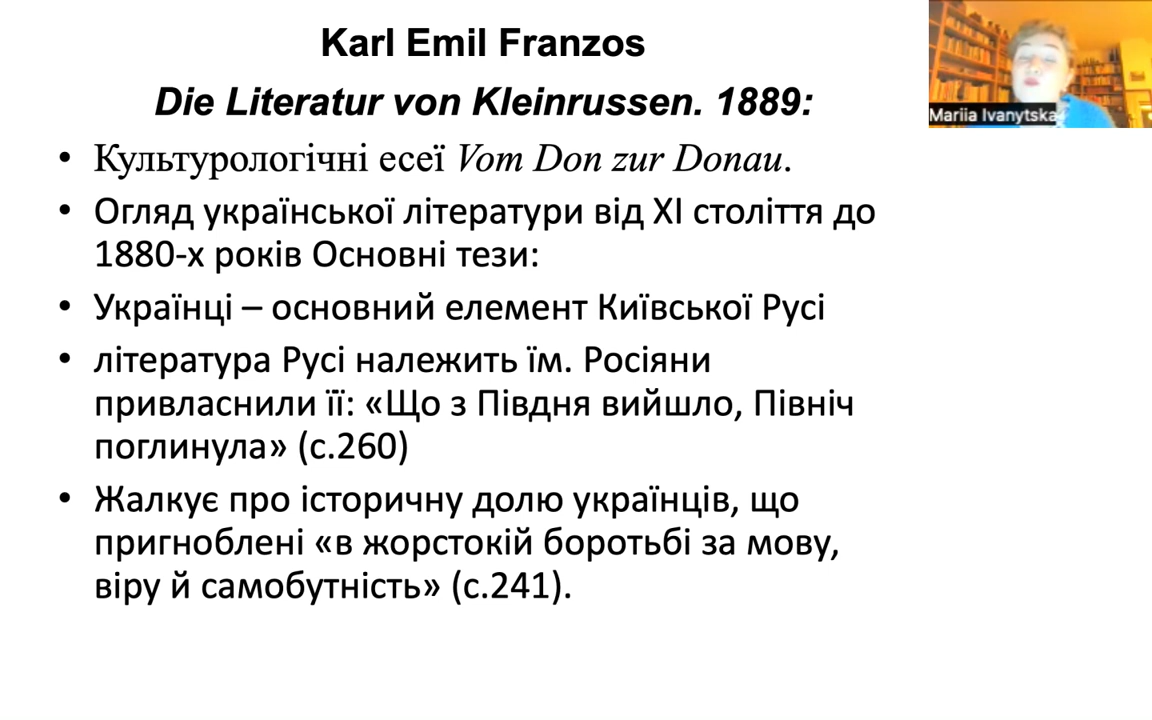 Karl Emil Franzos
Die Literatur von Kleinrussen. 1889:
Mariia Ivanytska
• Культурологічні есеї Vom Don zur Donau.
• Огляд української літератури від XI століття до
1880-х років Основні тези:
• Українці – основний елемент Київської Русі
• література Русі належить їм. Росіяни
привласнили її: «Що з Півдня вийшло, Північ
поглинула» (с.260)
• Жалкує про історичну долю українців, що
пригноблені «в жорстокій боротьбі за мову,
віру й самобутність» (с.241).